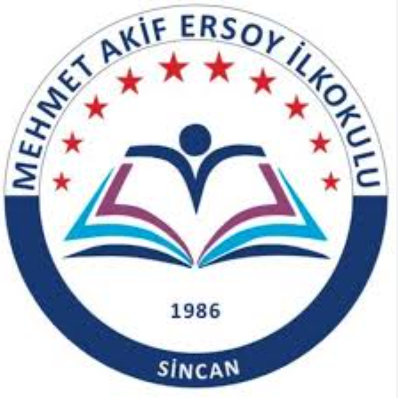 MEHMET AKİF ERSOY İLKOKULU
1986
SİNCAN